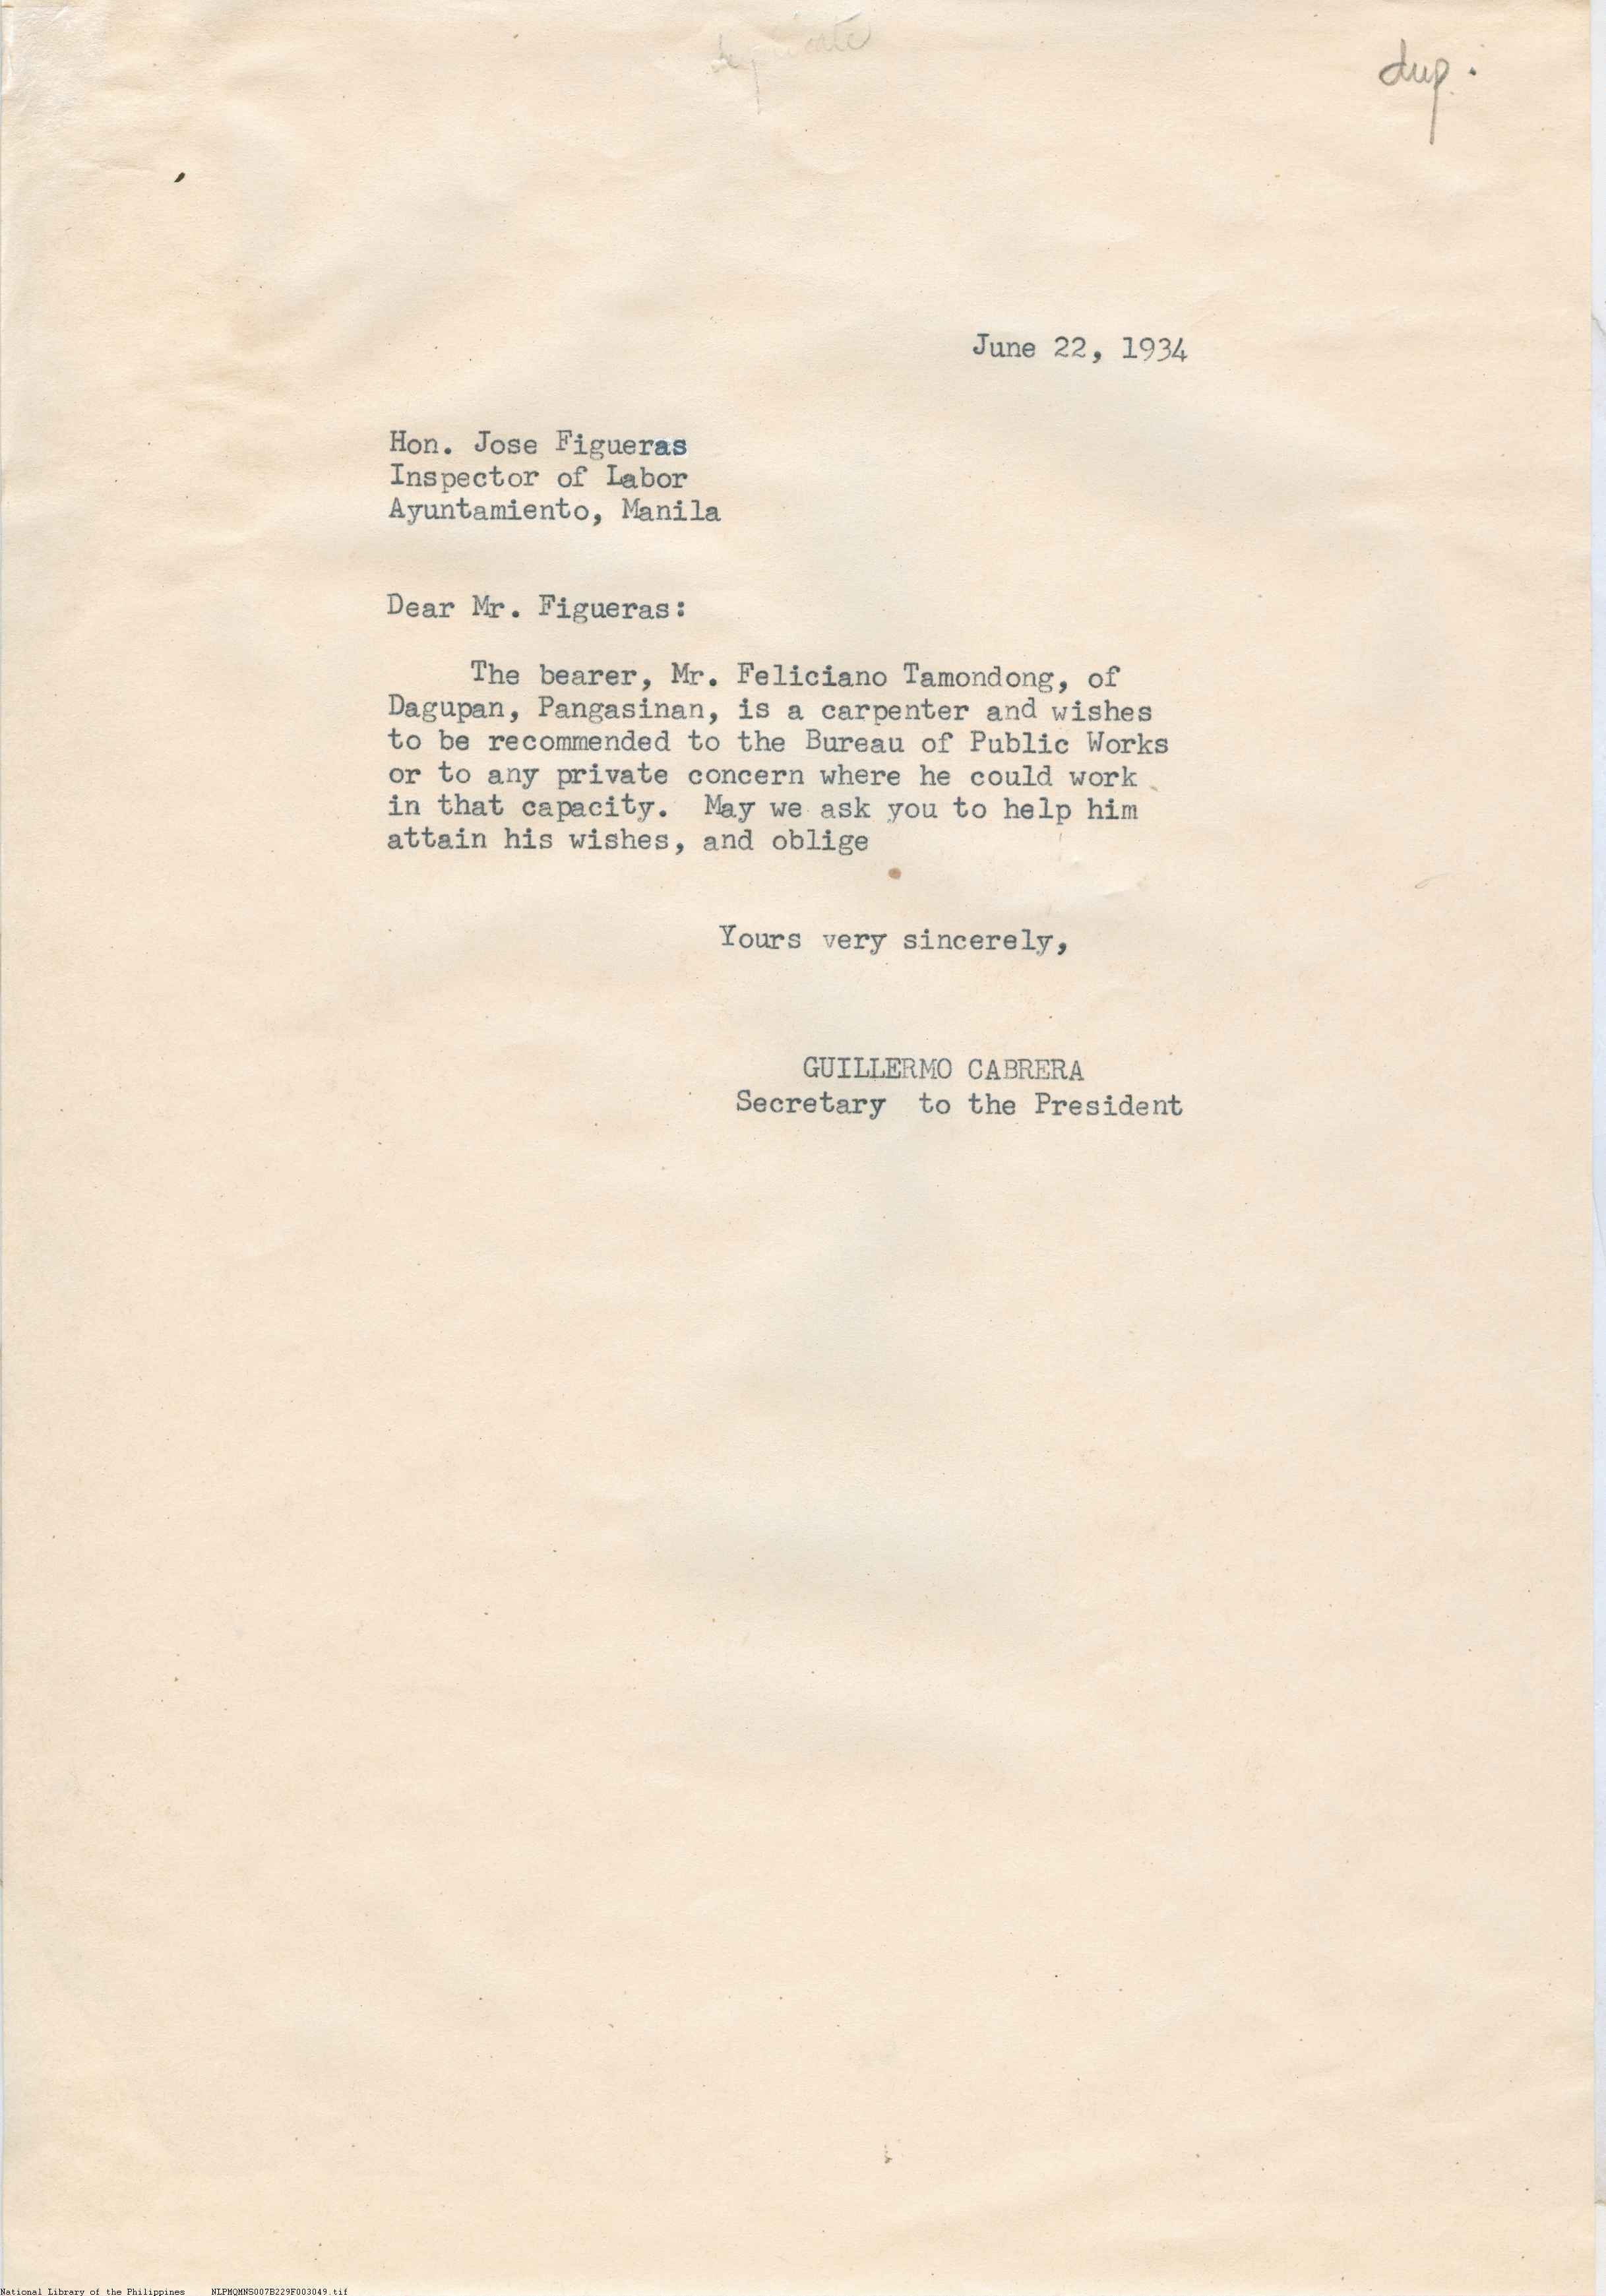 duplicate
dup.
June 22, 1934
Hon. Jose Figueras
Inspector of Labor
Ayuntamiento, Manila
Dear Mr. Figueras:
The bearer, Mr. Feliciano Tamondong, of
Dagupan, Pangasinan, is a carpenter and wishes
to be recommended to the Bureau of Public Works
or to any private concern where he could work
in that capacity. May we ask you to help him
attain his wishes, and oblige
Yours very sincerely,
GUILLERMO CABRERA
Secretary to the President
National Library of the Philippines NLPMQMNS007B229F003049.tif